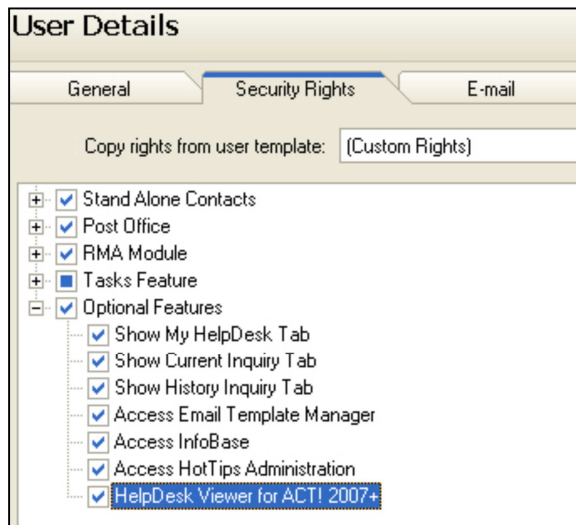 User Details
General Security Rights E-mail
Copy rights from user template: (Custom Rights)
Stand Alone Contacts
Post Office
RMA Module
Tasks Feature
Optional Features
Show My HelpDesk Tab
Show Current Inquiry Tab
Show History Inquiry Tab
Access Email Template Manager
Access InfoBase
Access HotTips Administration
HelpDesk Viewer for ACT! 2007+